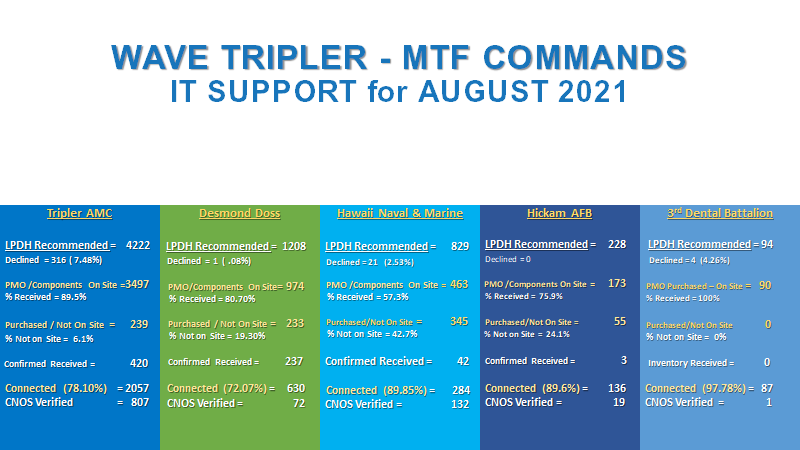 WAVE TRIPLER - MTF COMMANDS
IT SUPPORT for AUGUST 2021
Tripler AMC
LPDH Recommended = 4222
Declined = 316 ( 7.48%)
PMO /Components On Site =3497
% Received = 89.5%
Purchased / Not On Site = 239
% Not on Site = 6.1%
Confirmed Received = 420
Connected (78.10%) = 2057
CNOS Verified = 807
Desmond Doss
LPDH Recommended = 1208
Declined = 1 ( .08%)
PMO/Components On Site= 974
% Received = 80.70%
Purchased / Not On Site = 233
% Not on Site = 19.30%
Confirmed Received = 237
Connected (72.07%) = 630
CNOS Verified = 72
Hawaii Naval & Marine
LPDH Recommended = 829
Declined = 21 (2.53%)
PMO /Components On Site = 463
% Received = 57.3%
Purchased/Not On Site = 345
% Not on Site = 42.7%
Confirmed Received = 42
Connected (89.85%) = 284
CNOS Verified = 132
Hickam AFB
LPDH Recommended = 228
Declined = 0
PMO /Components On Site = 173
% Received = 75.9%
Purchased/Not On Site = 55
% Not on Site = 24.1%
Confirmed Received = 3
Connected (89.6%) = 136
CNOS Verified = 19
3rd Dental Battalion
LPDH Recommended = 94
Declined = 4 (4.26%)
PMO Purchased – On Site = 90
% Received = 100%
Purchased/Not On Site 0
% Not on Site = 0%
Inventory Received = 0
Connected (97.78%) = 87
CNOS Verified = 1